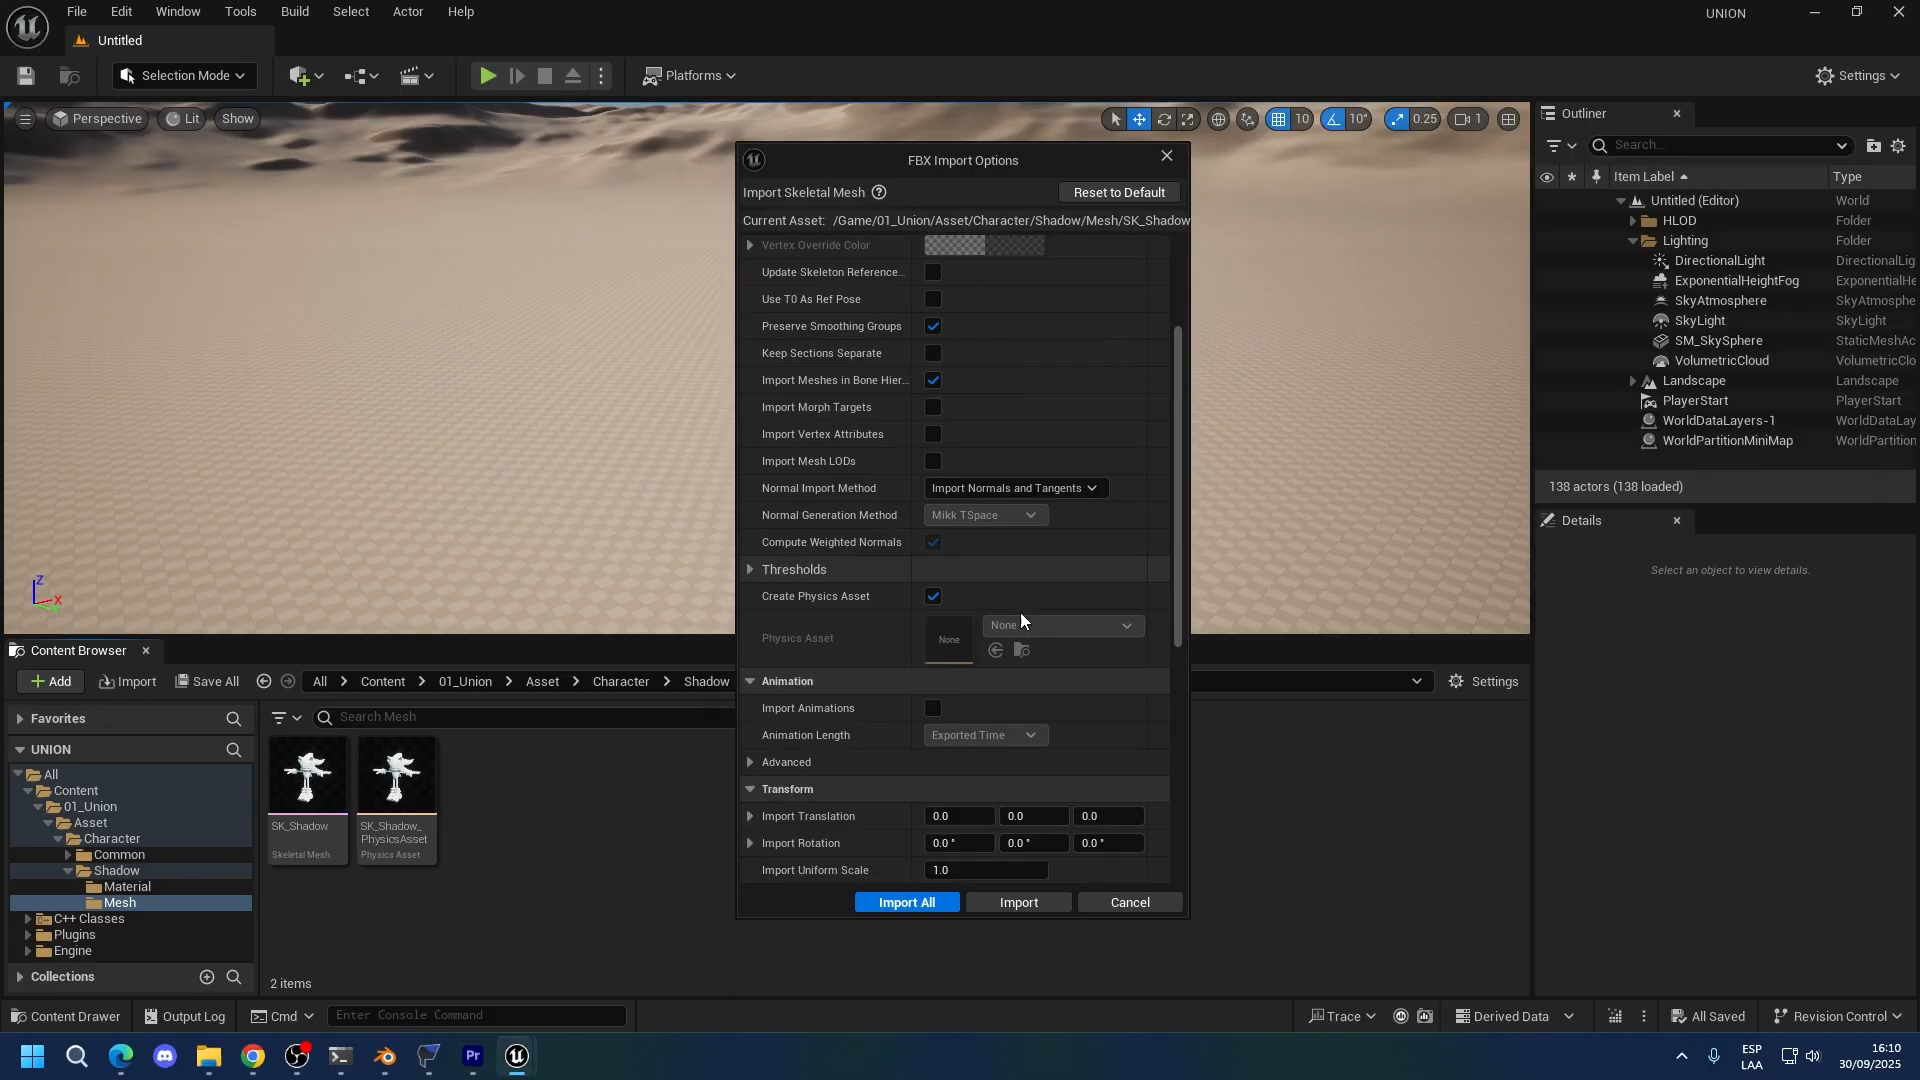 File Edit Window Tools Build Select Actor Help UNION
Untitled
Selection Mode Platforms Settings
Perspective Lit Show 10 10° 0.25 1
Outliner
Search...
Item Label Type
Untitled (Editor) World
HLOD Folder
Lighting Folder
DirectionalLight DirectionalLig
ExponentialHeightFog ExponentialHe
SkyAtmosphere SkyAtmosphe
SkyLight SkyLight
SM_SkySphere StaticMeshAc
VolumetricCloud VolumetricClo
Landscape Landscape
PlayerStart PlayerStart
WorldDataLayers-1 WorldDataLay
WorldPartitionMiniMap WorldPartition
138 actors (138 loaded)
Details
Select an object to view details.
FBX Import Options
Import Skeletal Mesh Reset to Default
Current Asset: /Game/01_Union/Asset/Character/Shadow/Mesh/SK_Shadow
Vertex Override Color
Update Skeleton Reference...
Use T0 As Ref Pose
Preserve Smoothing Groups
Keep Sections Separate
Import Meshes in Bone Hier...
Import Morph Targets
Import Vertex Attributes
Import Mesh LODs
Normal Import Method Import Normals and Tangents
Normal Generation Method Mikk TSpace
Compute Weighted Normals
Thresholds
Create Physics Asset
Physics Asset None None
Animation
Import Animations
Animation Length Exported Time
Advanced
Transform
Import Translation 0.0 0.0 0.0
Import Rotation 0.0 ° 0.0 ° 0.0 °
Import Uniform Scale 1.0
Import All Import Cancel
Z
X
Y
Content Browser
Add Import Save All All Content 01_Union Asset Character Shadow Settings
Favorites
Search Mesh
UNION
All
Content
01_Union
Asset
Character
Common
Shadow
Material
Mesh
C++ Classes
Plugins
Engine
Collections
SK_Shadow
Skeletal Mesh
SK_Shadow_
PhysicsAsset
Physics Asset
2 items
Content Drawer Output Log Cmd Enter Console Command Trace Derived Data All Saved Revision Control
Pr
ESP
LAA
16:10
30/09/2025